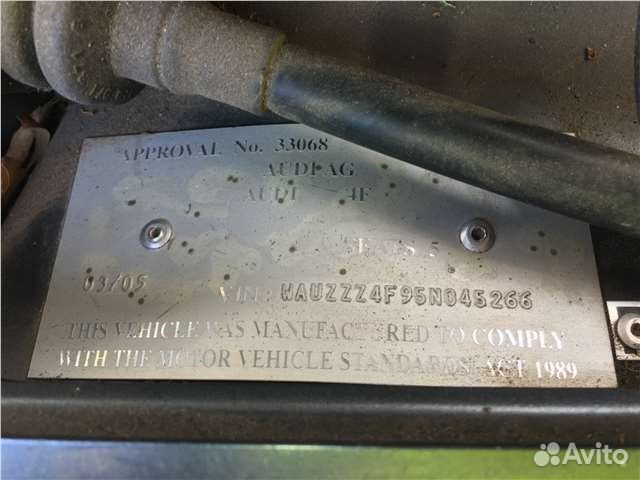 APPROVAL No. 33068
AUDI AG
AUDI 4F
SEATS 5
03/05 VIN: WAUZZZ4F95N045266
THIS VEHICLE WAS MANUFACTURED TO COMPLY
WITH THE MOTOR VEHICLE STANDARDS ACT 1989
Avito